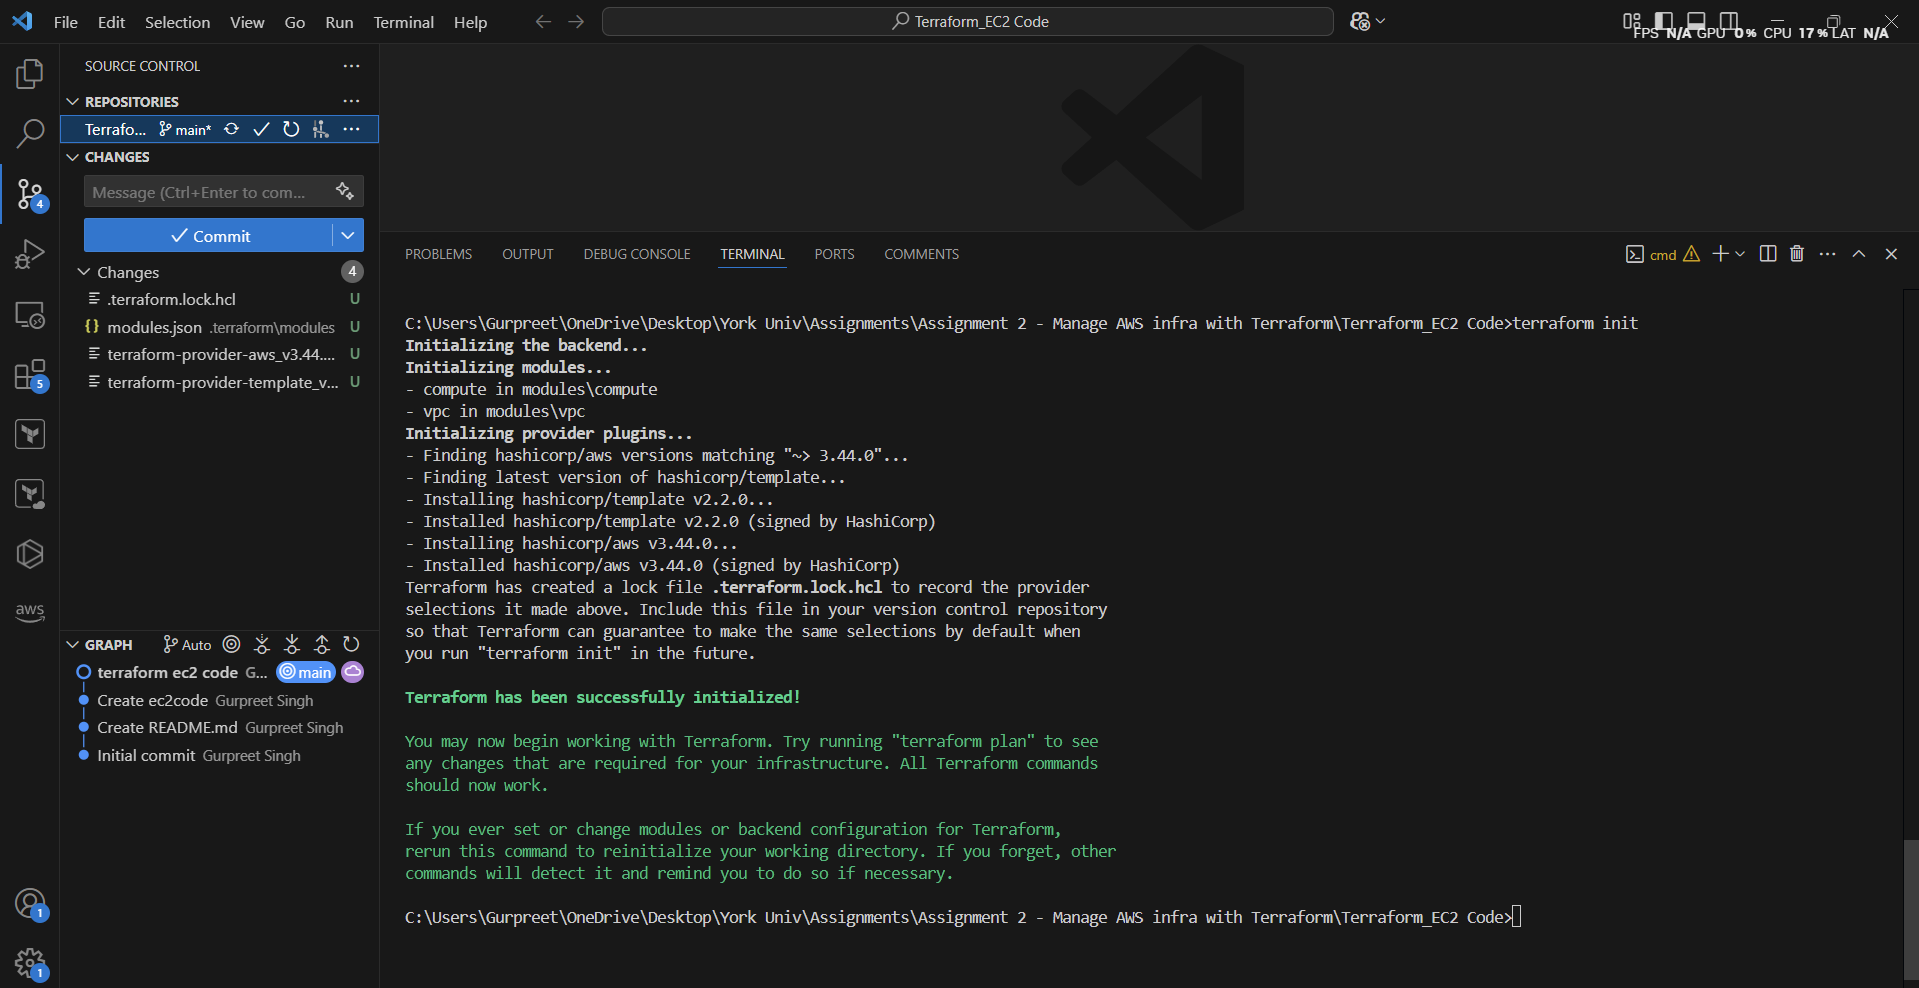 File Edit Selection View Go Run Terminal Help
Terraform_EC2 Code
FPS N/A GPU 0% CPU 17% LAT N/A
SOURCE CONTROL
REPOSITORIES
Terrafo... main*
CHANGES
Message (Ctrl+Enter to com...
Commit
Changes 4
.terraform.lock.hcl U
modules.json .terraform\modules U
terraform-provider-aws_v3.44.... U
terraform-provider-template_v... U
4
5
aws
GRAPH Auto
terraform ec2 code G... main
Create ec2code Gurpreet Singh
Create README.md Gurpreet Singh
Initial commit Gurpreet Singh
1
1
PROBLEMS OUTPUT DEBUG CONSOLE TERMINAL PORTS COMMENTS
cmd
C:\Users\Gurpreet\OneDrive\Desktop\York Univ\Assignments\Assignment 2 - Manage AWS infra with Terraform\Terraform_EC2 Code>terraform init
Initializing the backend...
Initializing modules...
- compute in modules\compute
- vpc in modules\vpc
Initializing provider plugins...
- Finding hashicorp/aws versions matching "~> 3.44.0"...
- Finding latest version of hashicorp/template...
- Installing hashicorp/template v2.2.0...
- Installed hashicorp/template v2.2.0 (signed by HashiCorp)
- Installing hashicorp/aws v3.44.0...
- Installed hashicorp/aws v3.44.0 (signed by HashiCorp)
Terraform has created a lock file .terraform.lock.hcl to record the provider
selections it made above. Include this file in your version control repository
so that Terraform can guarantee to make the same selections by default when
you run "terraform init" in the future.
Terraform has been successfully initialized!
You may now begin working with Terraform. Try running "terraform plan" to see
any changes that are required for your infrastructure. All Terraform commands
should now work.
If you ever set or change modules or backend configuration for Terraform,
rerun this command to reinitialize your working directory. If you forget, other
commands will detect it and remind you to do so if necessary.
C:\Users\Gurpreet\OneDrive\Desktop\York Univ\Assignments\Assignment 2 - Manage AWS infra with Terraform\Terraform_EC2 Code>